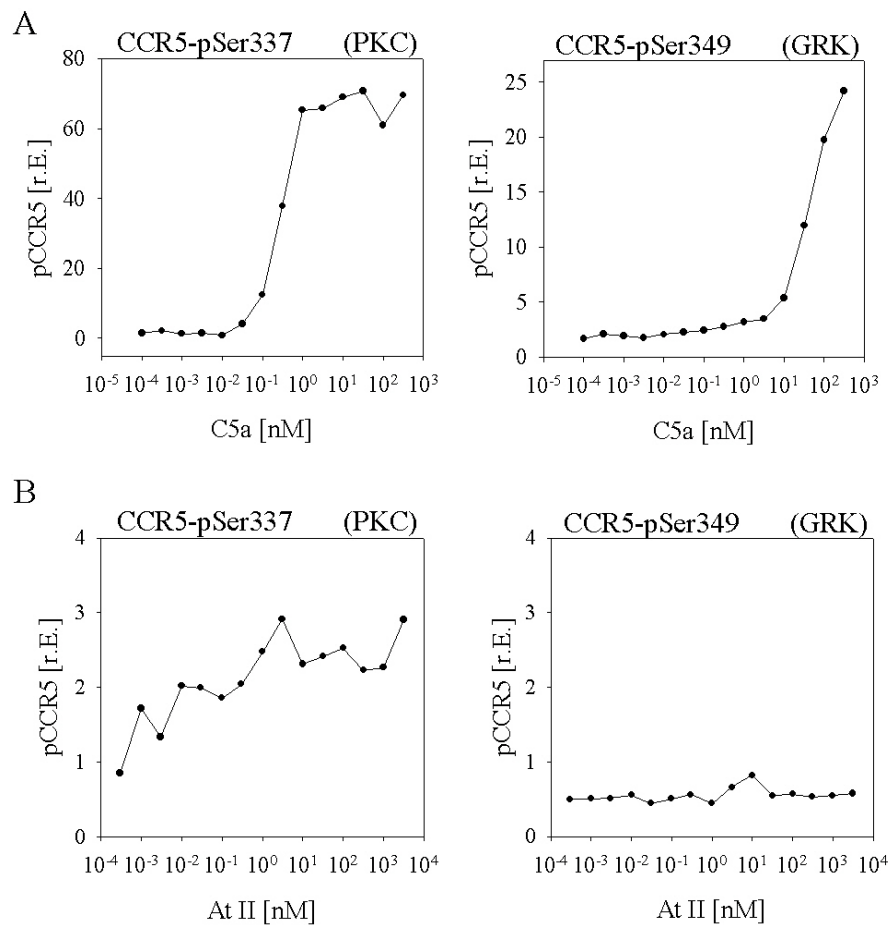 A
CCR5-pSer337 (PKC)
80
60
40
20
0
pCCR5 [r.E.]
10⁻⁵ 10⁻⁴ 10⁻³ 10⁻² 10⁻¹ 10⁰ 10¹ 10² 10³
C5a [nM]
CCR5-pSer349 (GRK)
25
20
15
10
5
0
pCCR5 [r.E.]
10⁻⁵ 10⁻⁴ 10⁻³ 10⁻² 10⁻¹ 10⁰ 10¹ 10² 10³
C5a [nM]
B
CCR5-pSer337 (PKC)
4
3
2
1
0
pCCR5 [r.E.]
10⁻⁴ 10⁻³ 10⁻² 10⁻¹ 10⁰ 10¹ 10² 10³ 10⁴
At II [nM]
CCR5-pSer349 (GRK)
4
3
2
1
0
pCCR5 [r.E.]
10⁻⁴ 10⁻³ 10⁻² 10⁻¹ 10⁰ 10¹ 10² 10³ 10⁴
At II [nM]